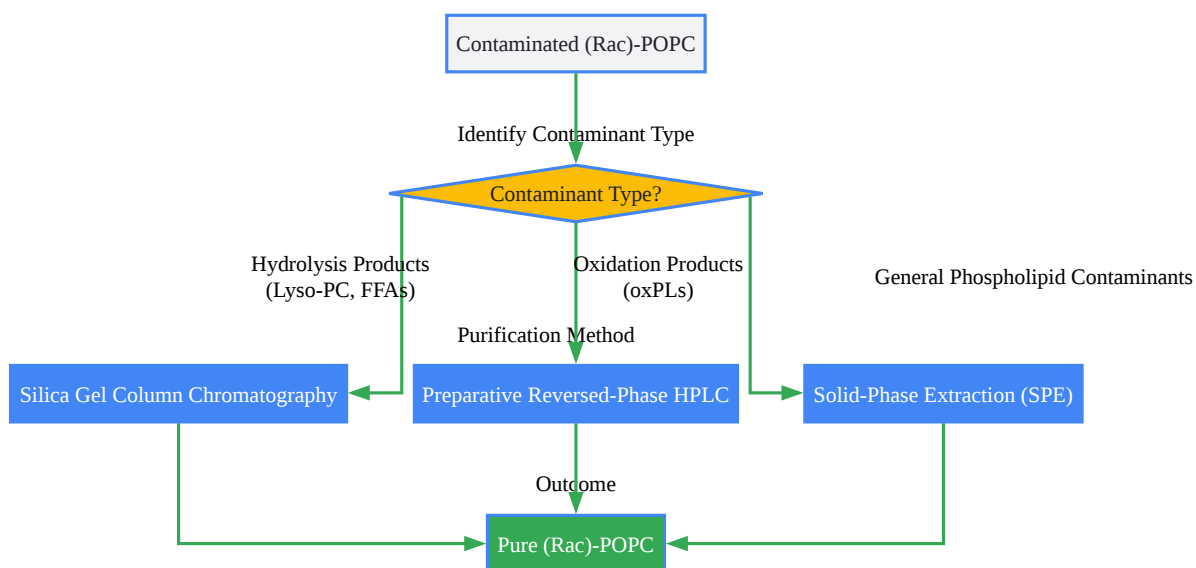 Contaminated (Rac)-POPC
Identify Contaminant Type
Contaminant Type?
Hydrolysis Products
(Lyso-PC, FFAs)
Oxidation Products
(oxPLs)
General Phospholipid Contaminants
Purification Method
Silica Gel Column Chromatography
Preparative Reversed-Phase HPLC
Solid-Phase Extraction (SPE)
Outcome
Pure (Rac)-POPC